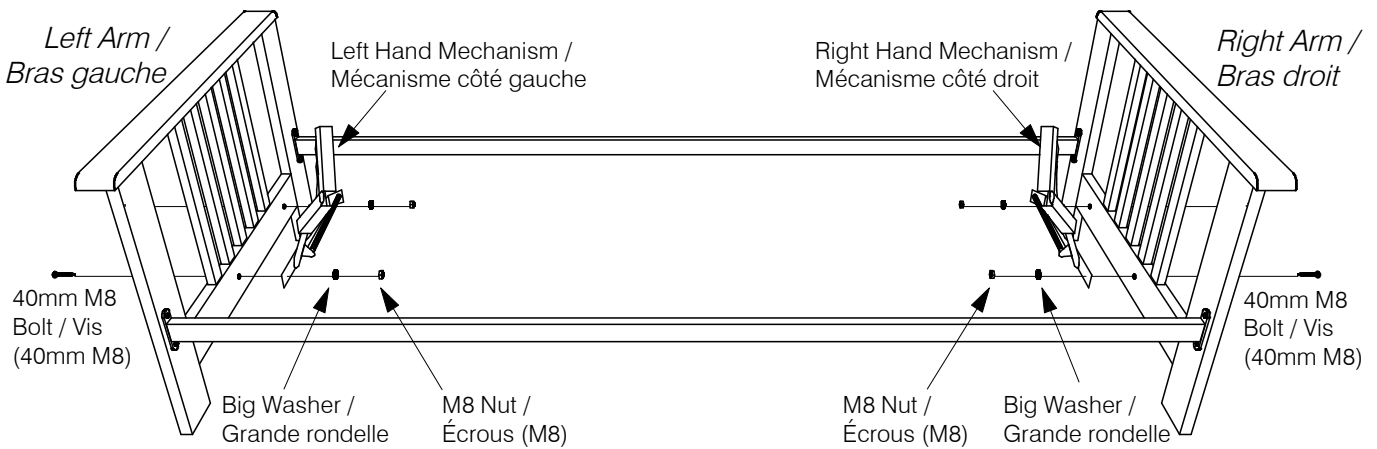 Left Arm /
Bras gauche
Left Hand Mechanism /
Mécanisme côté gauche
Right Hand Mechanism /
Mécanisme côté droit
Right Arm /
Bras droit
40mm M8
Bolt / Vis
(40mm M8)
40mm M8
Bolt / Vis
(40mm M8)
Big Washer /
Grande rondelle
M8 Nut /
Écrous (M8)
M8 Nut /
Écrous (M8)
Big Washer /
Grande rondelle